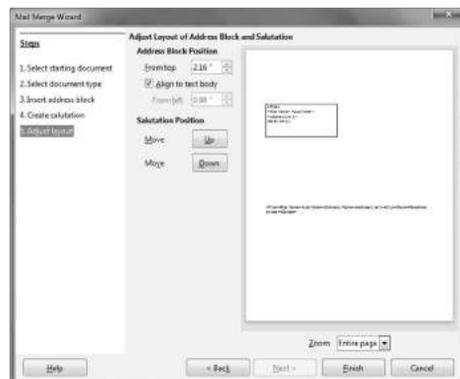 Mail Merge Wizard
Steps
1. Select starting document
2. Select document type
3. Insert address block
4. Create salutation
5. Adjust layout
Adjust Layout of Address Block and Salutation
Address Block Position
From top 2.16 "
Align to text body
From left 0.98 "
Salutation Position
Move Up
Move Down
Zoom Entire page
Help
< Back
Next >
Finish
Cancel